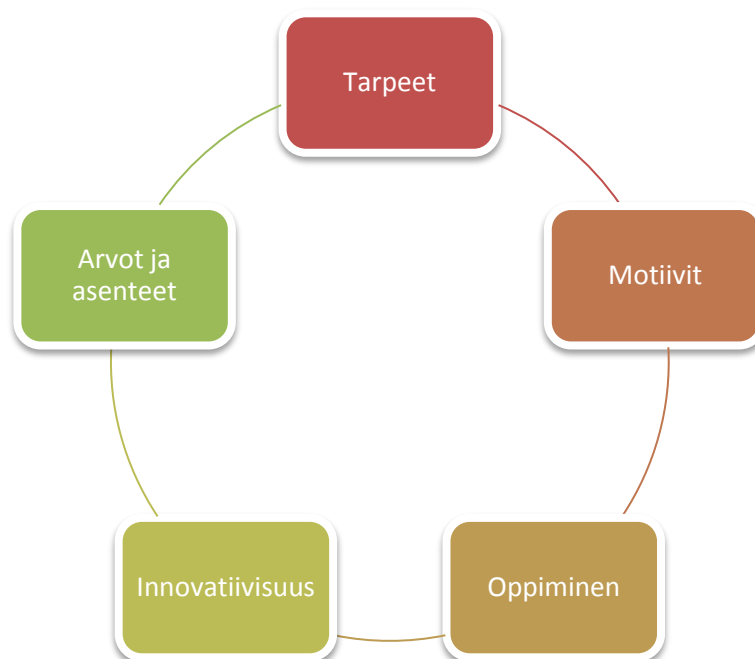 Tarpeet
Motiivit
Oppiminen
Innovatiivisuus
Arvot ja
asenteet